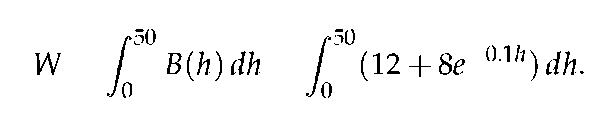 W ∫₀⁵⁰ B(h) dh ∫₀⁵⁰ (12 + 8e ^{0.1h}) dh.